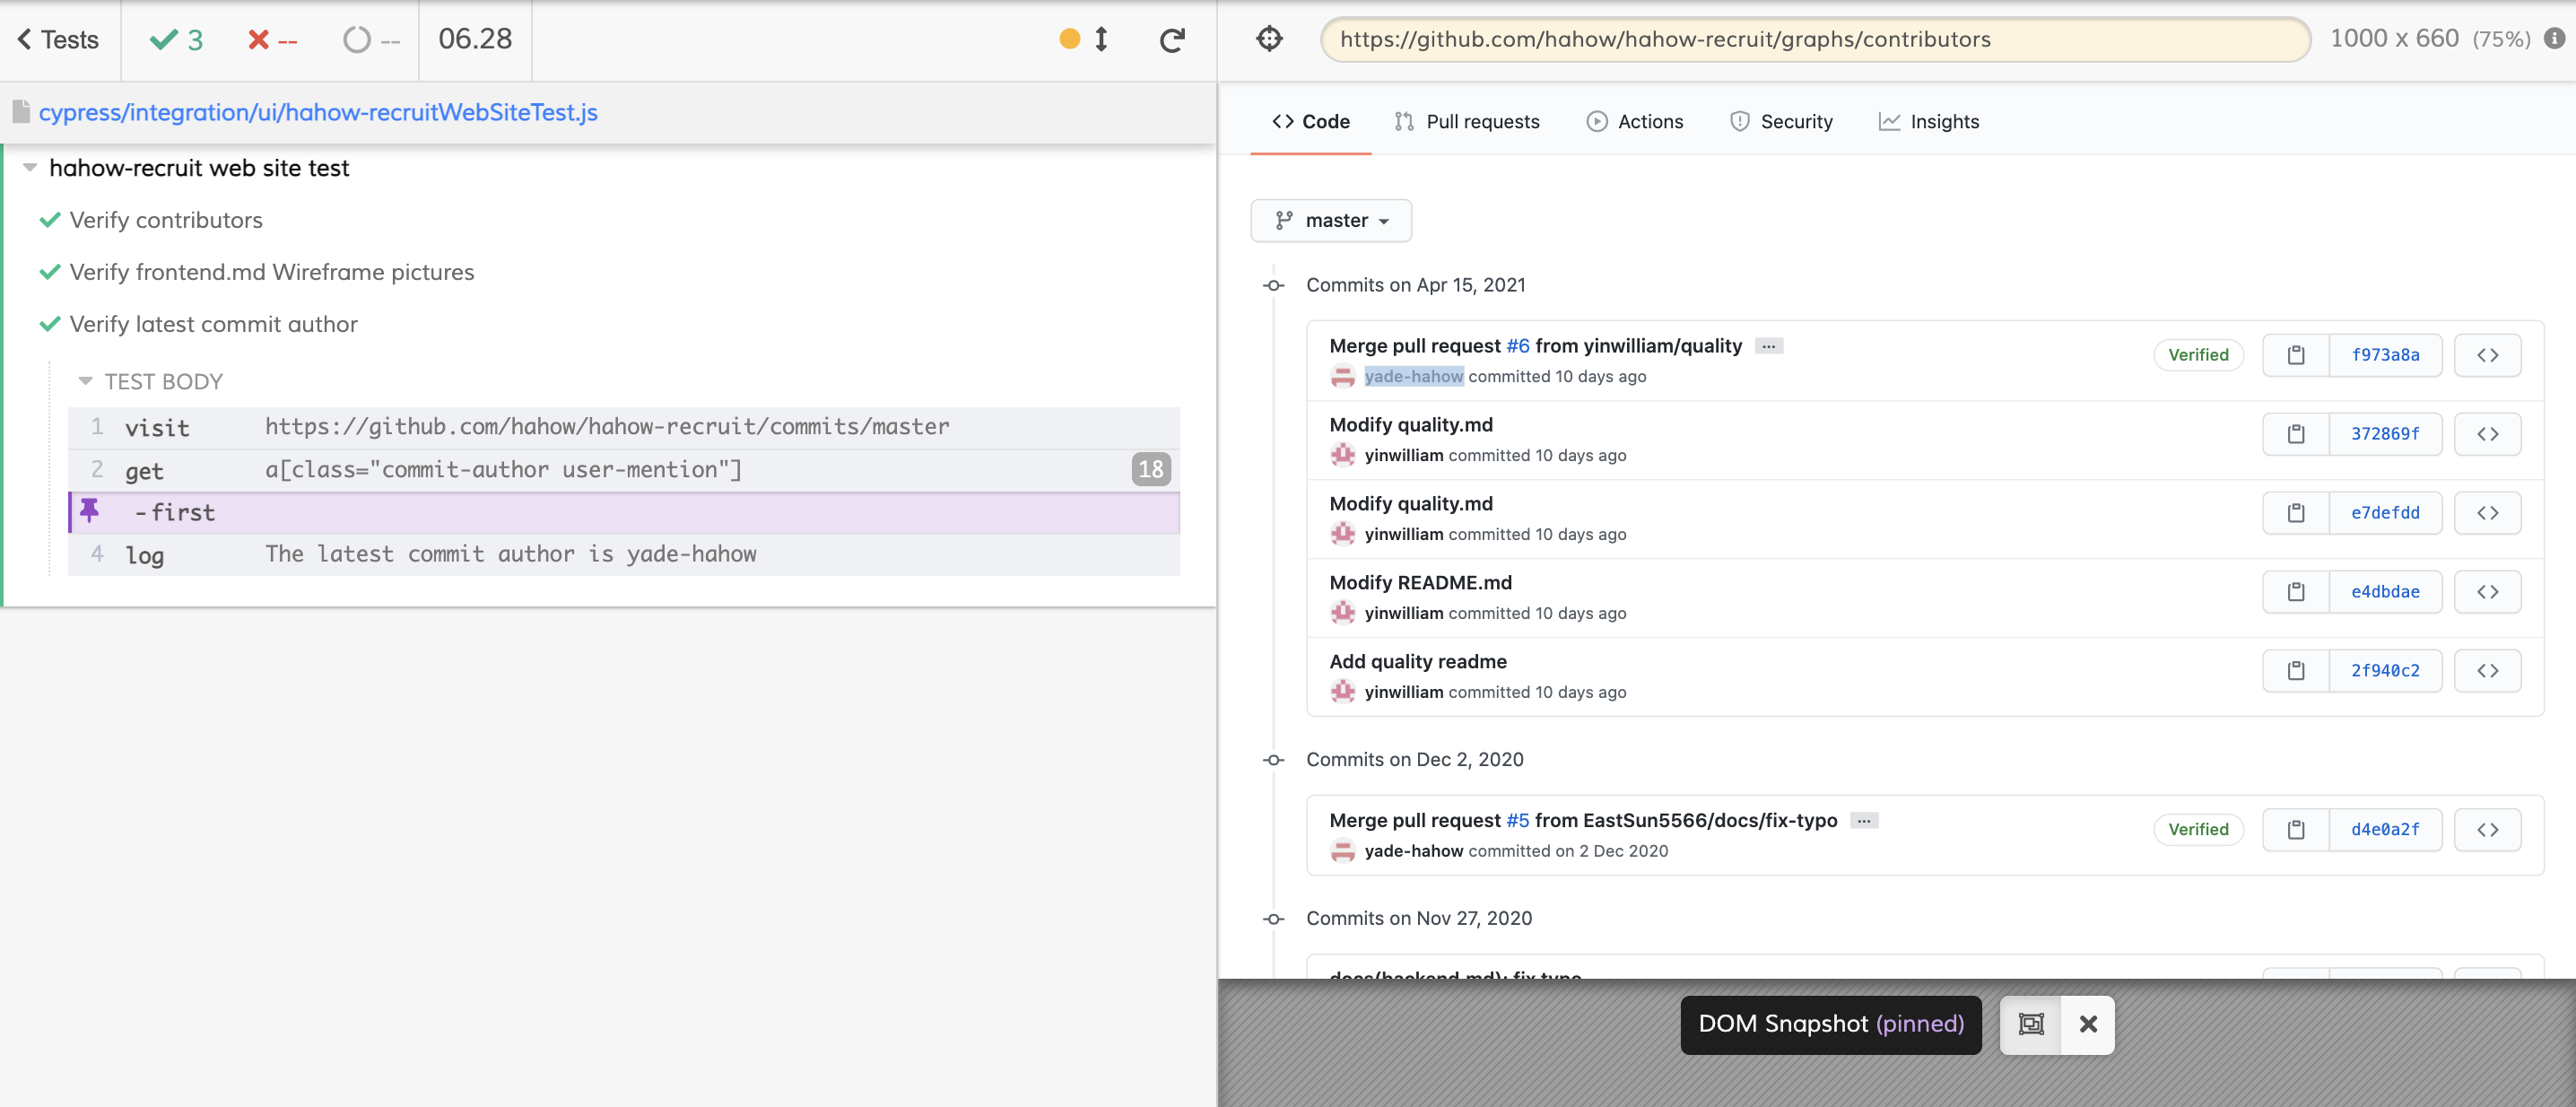 Tests
3
--
--
06.28
cypress/integration/ui/hahow-recruitWebSiteTest.js
hahow-recruit web site test
Verify contributors
Verify frontend.md Wireframe pictures
Verify latest commit author
TEST BODY
1 visit https://github.com/hahow/hahow-recruit/commits/master
2 get a[class="commit-author user-mention"] 18
-first
4 log The latest commit author is yade-hahow
https://github.com/hahow/hahow-recruit/graphs/contributors
1000 x 660 (75%)
Code Pull requests Actions Security Insights
master
Commits on Apr 15, 2021
Merge pull request #6 from yinwilliam/quality ...
yade-hahow committed 10 days ago
Verified f973a8a
Modify quality.md
yinwilliam committed 10 days ago
372869f
Modify quality.md
yinwilliam committed 10 days ago
e7defdd
Modify README.md
yinwilliam committed 10 days ago
e4dbdae
Add quality readme
yinwilliam committed 10 days ago
2f940c2
Commits on Dec 2, 2020
Merge pull request #5 from EastSun5566/docs/fix-typo ...
yade-hahow committed on 2 Dec 2020
Verified d4e0a2f
Commits on Nov 27, 2020
docs(backend.md): fix typo
DOM Snapshot (pinned)